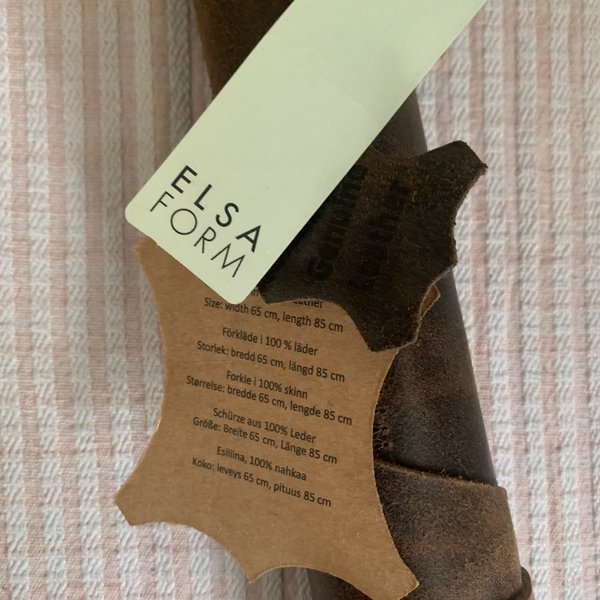 ELSA
FORM
Genuine
Leather
Size: width 65 cm, length 85 cm
Förkläde i 100 % läder
Storlek: bredd 65 cm, längd 85 cm
Forkle i 100% skinn
Størrelse: bredde 65 cm, lengde 85 cm
Schürze aus 100% Leder
Größe: Breite 65 cm, Länge 85 cm
Esiliina, 100% nahkaa
Koko: leveys 65 cm, pituus 85 cm